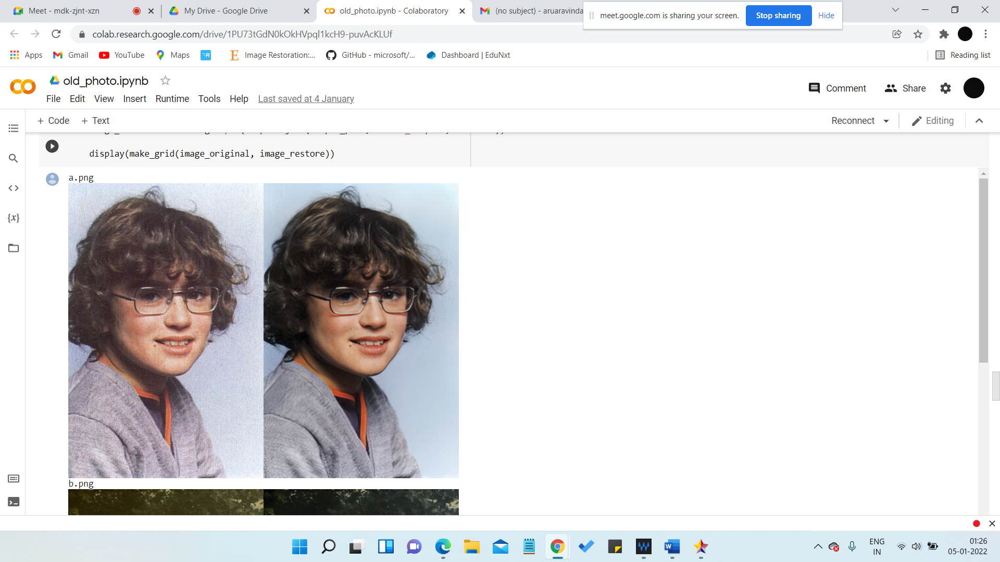 Meet - mdk-zjnt-xzn
My Drive - Google Drive
old_photo.ipynb - Colaboratory
(no subject) - aruaravinda
meet.google.com is sharing your screen.
Stop sharing
Hide
colab.research.google.com/drive/1PU73tGdN0kOkHVpql1kcH9-puvAcKLUf
Apps
Gmail
YouTube
Maps
Image Restoration:...
GitHub - microsoft/...
Dashboard | EduNxt
Reading list
old_photo.ipynb
Comment
Share
File Edit View Insert Runtime Tools Help Last saved at 4 January
+ Code + Text
Reconnect
Editing
display(make_grid(image_original, image_restore))
{x}
a.png
b.png
ENG
IN
01:26
05-01-2022